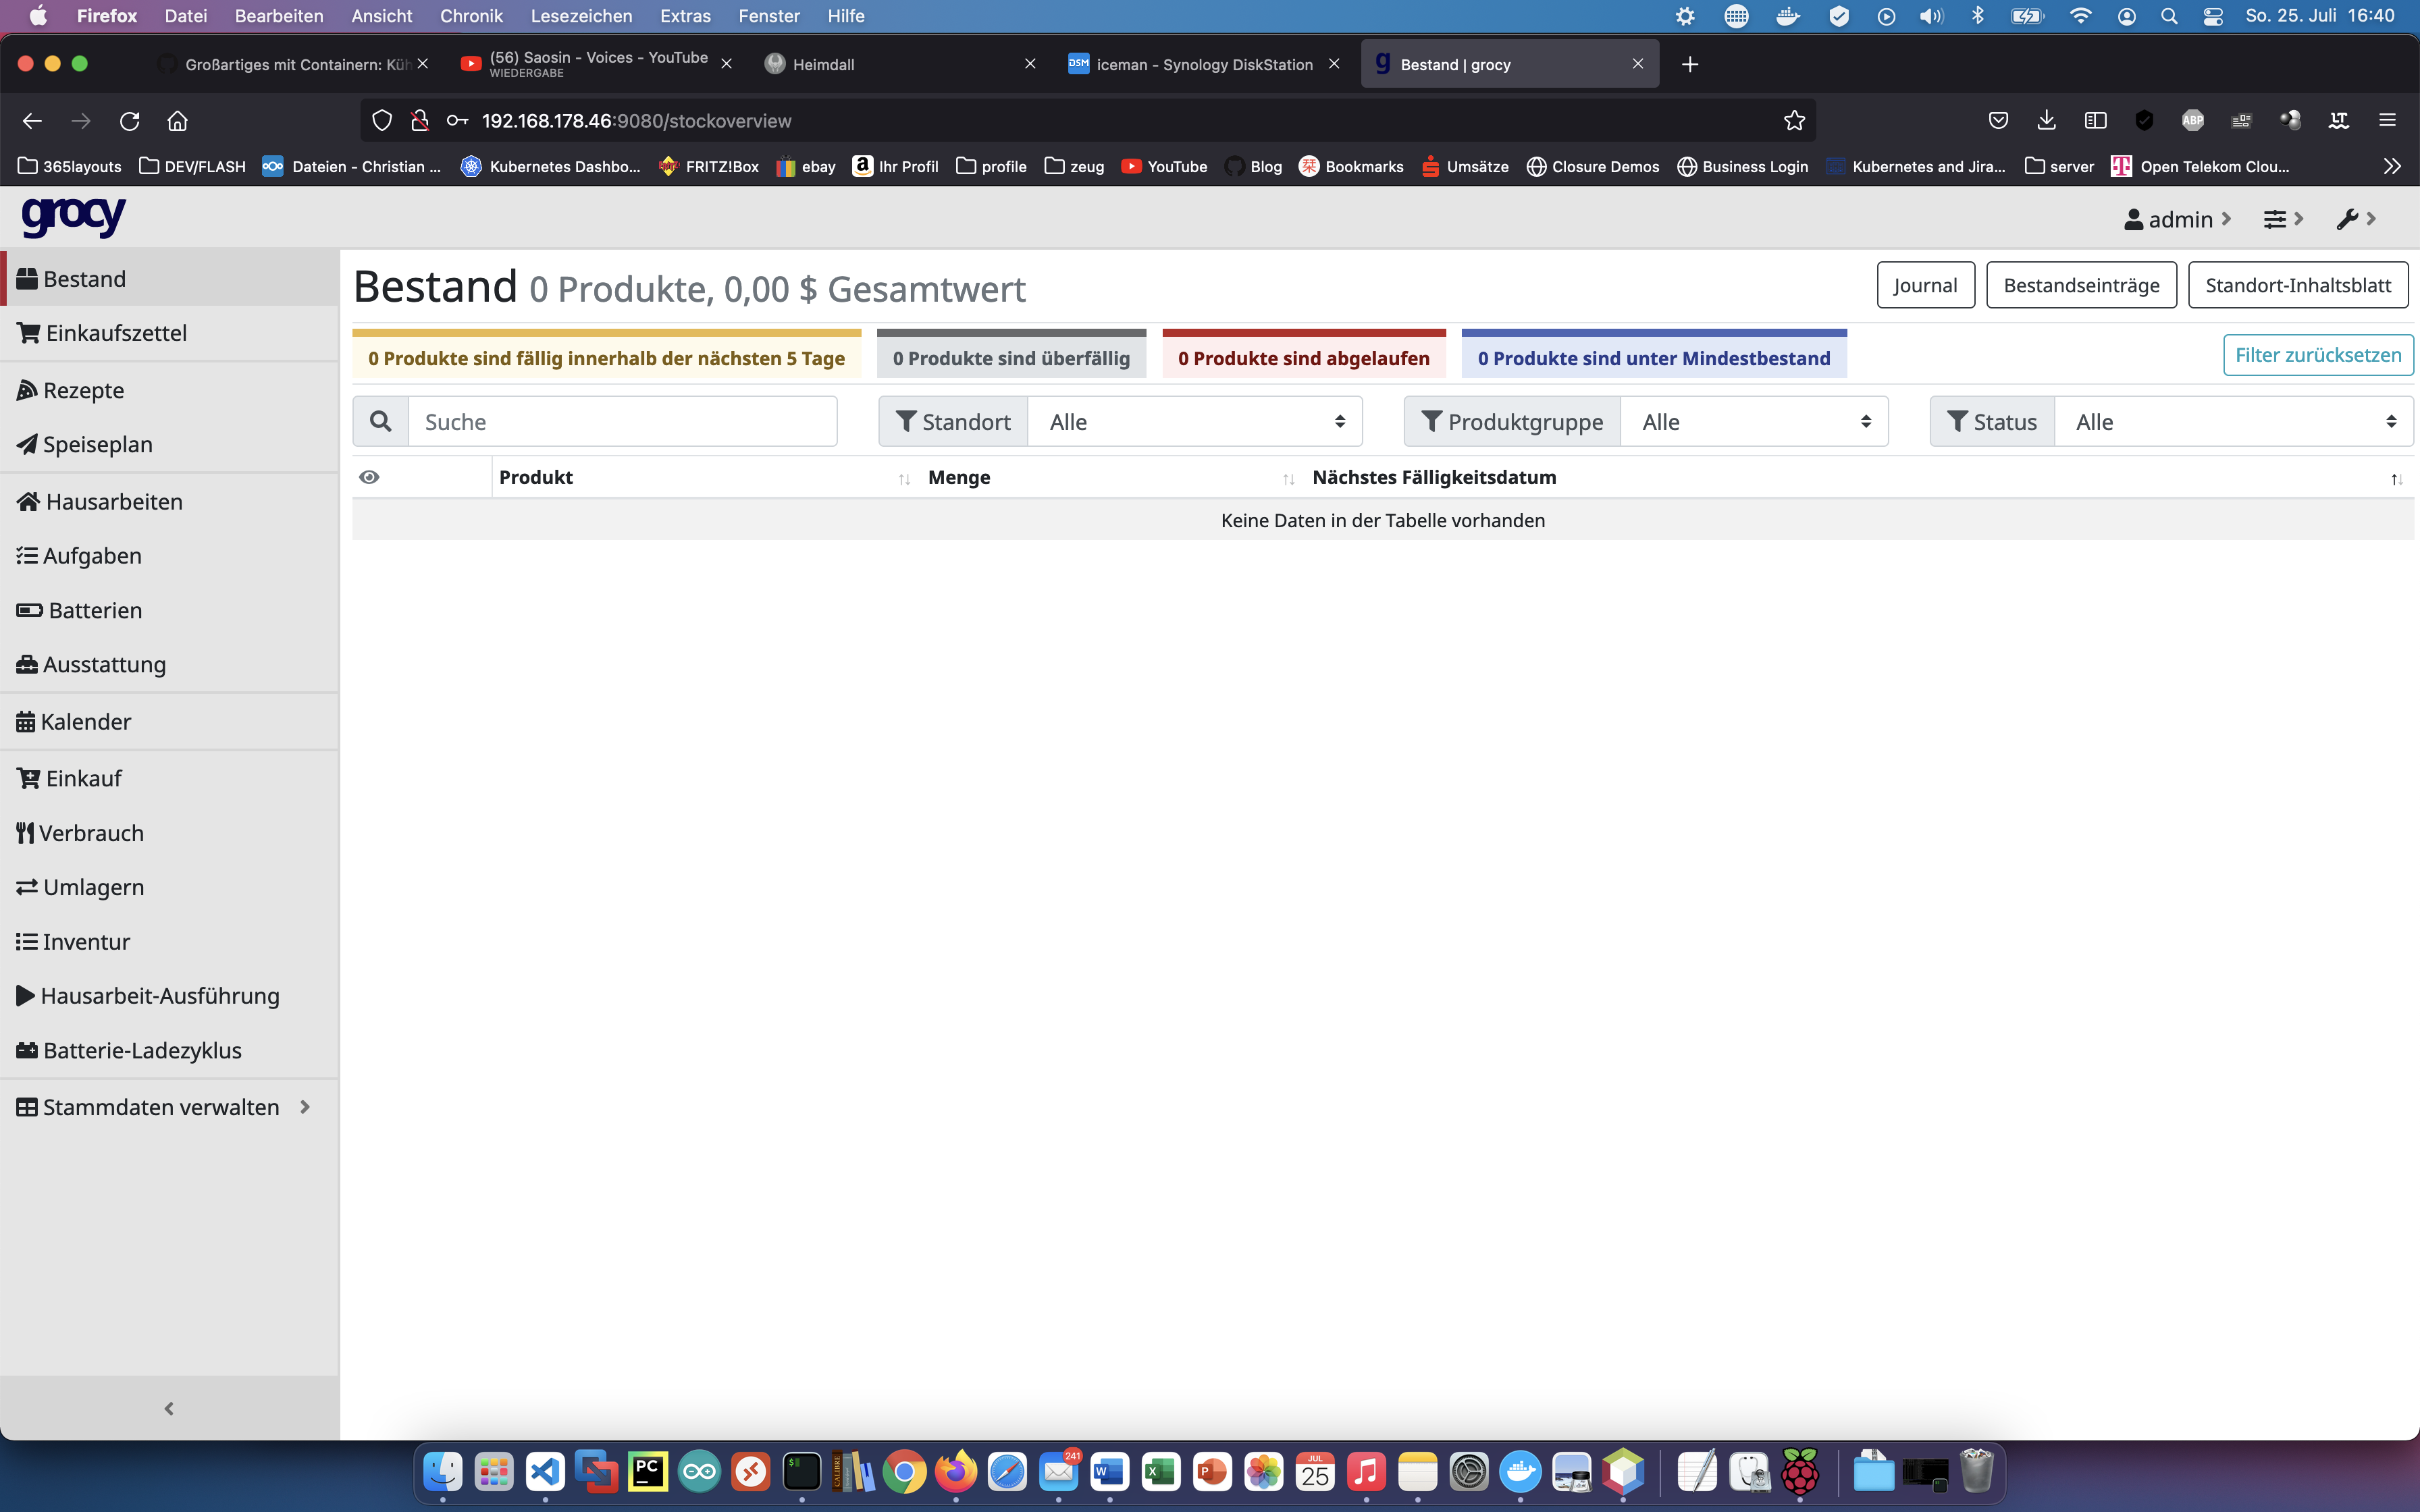 Firefox Datei Bearbeiten Ansicht Chronik Lesezeichen Extras Fenster Hilfe So. 25. Juli 16:40
Großartiges mit Containern: Küh (56) Saosin - Voices - YouTube Heimdall iceman - Synology DiskStation Bestand | grocy
WIEDERGABE
192.168.178.46:9080/stockoverview
365layouts DEV/FLASH Dateien - Christian ... Kubernetes Dashbo... FRITZ!Box ebay Ihr Profil profile zeug YouTube Blog Bookmarks Umsätze Closure Demos Business Login Kubernetes and Jira... server Open Telekom Clou...
grocy admin
Bestand
Einkaufszettel
Rezepte
Speiseplan
Hausarbeiten
Aufgaben
Batterien
Ausstattung
Kalender
Einkauf
Verbrauch
Umlagern
Inventur
Hausarbeit-Ausführung
Batterie-Ladezyklus
Stammdaten verwalten
Bestand 0 Produkte, 0,00 $ Gesamtwert Journal Bestandseinträge Standort-Inhaltsblatt
0 Produkte sind fällig innerhalb der nächsten 5 Tage 0 Produkte sind überfällig 0 Produkte sind abgelaufen 0 Produkte sind unter Mindestbestand Filter zurücksetzen
Suche Standort Alle Produktgruppe Alle Status Alle
Produkt Menge Nächstes Fälligkeitsdatum
Keine Daten in der Tabelle vorhanden
241
JUL
25